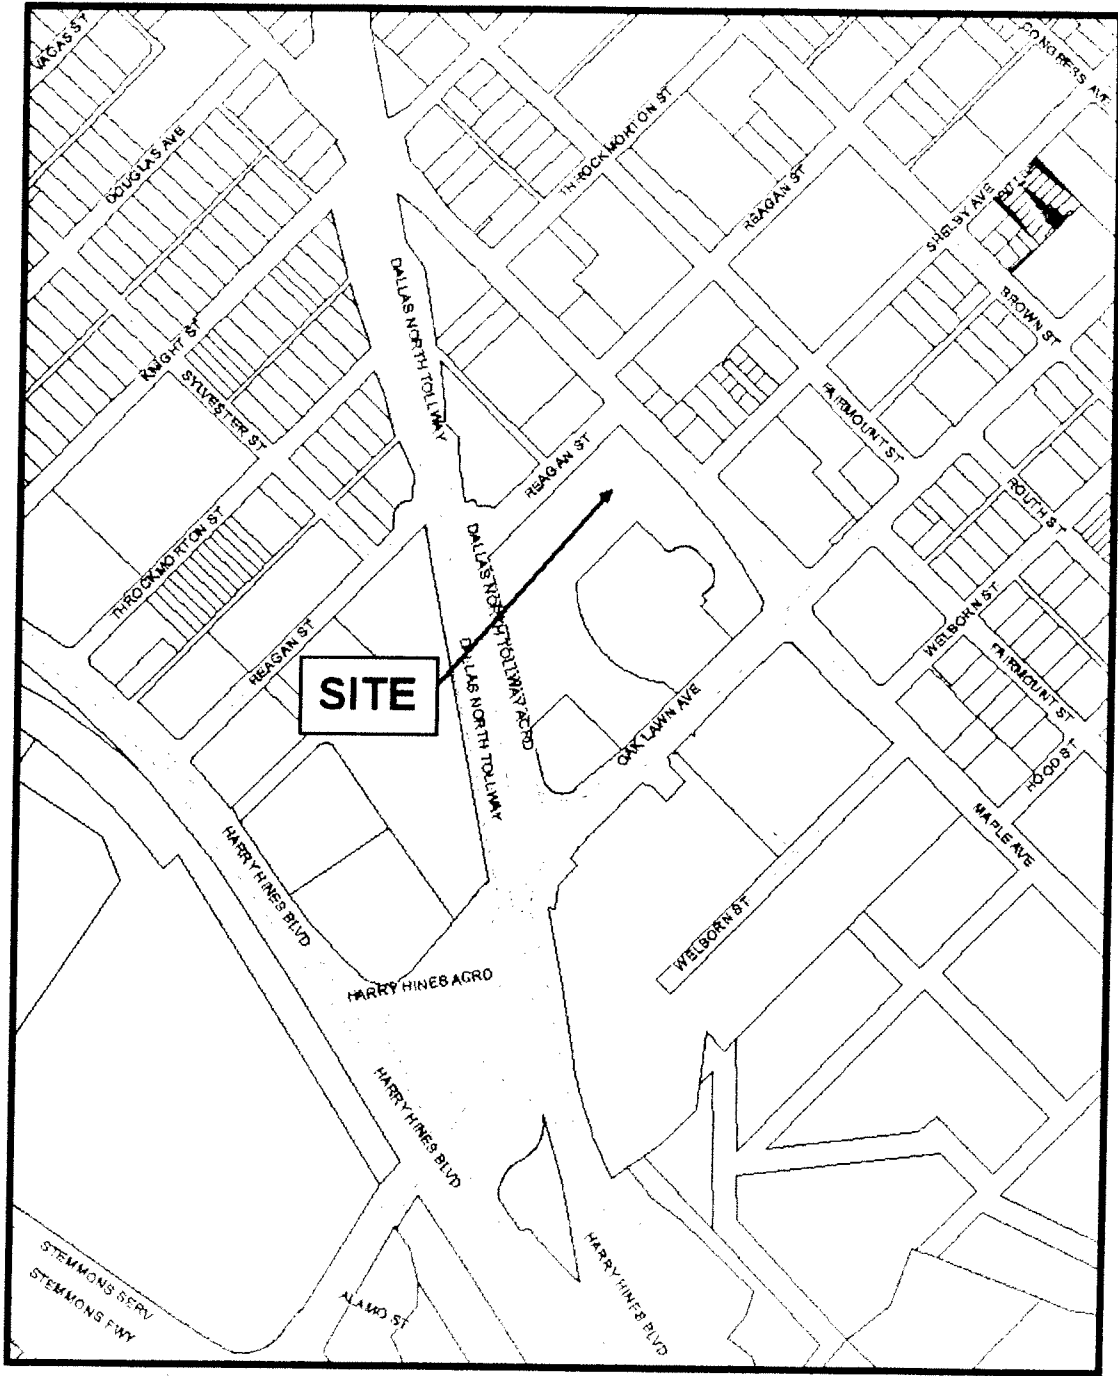 VAGAS ST
CONGRESS AVE
DOUGLAS AVE
THROCKMORTON ST
REAGAN ST
SHELBY AVE
DALLAS NORTH TOLLWAY
BROWN ST
KNIGHT ST
SYLVESTER ST
FAIRMOUNT ST
REAGAN ST
ROUTH ST
THROCKMORTON ST
DALLAS NORTH TOLLWAY ACRD
WELBORN ST
REAGAN ST
SITE
DALLAS NORTH TOLLWAY
FAIRMOUNT ST
OAK LAWN AVE
HOOD ST
MAPLE AVE
HARRY HINES BLVD
WELBORN ST
HARRY HINES ACRD
HARRY HINES BLVD
HARRY HINES BLVD
STEMMONS SERV
STEMMONS FWY
ALAMO ST